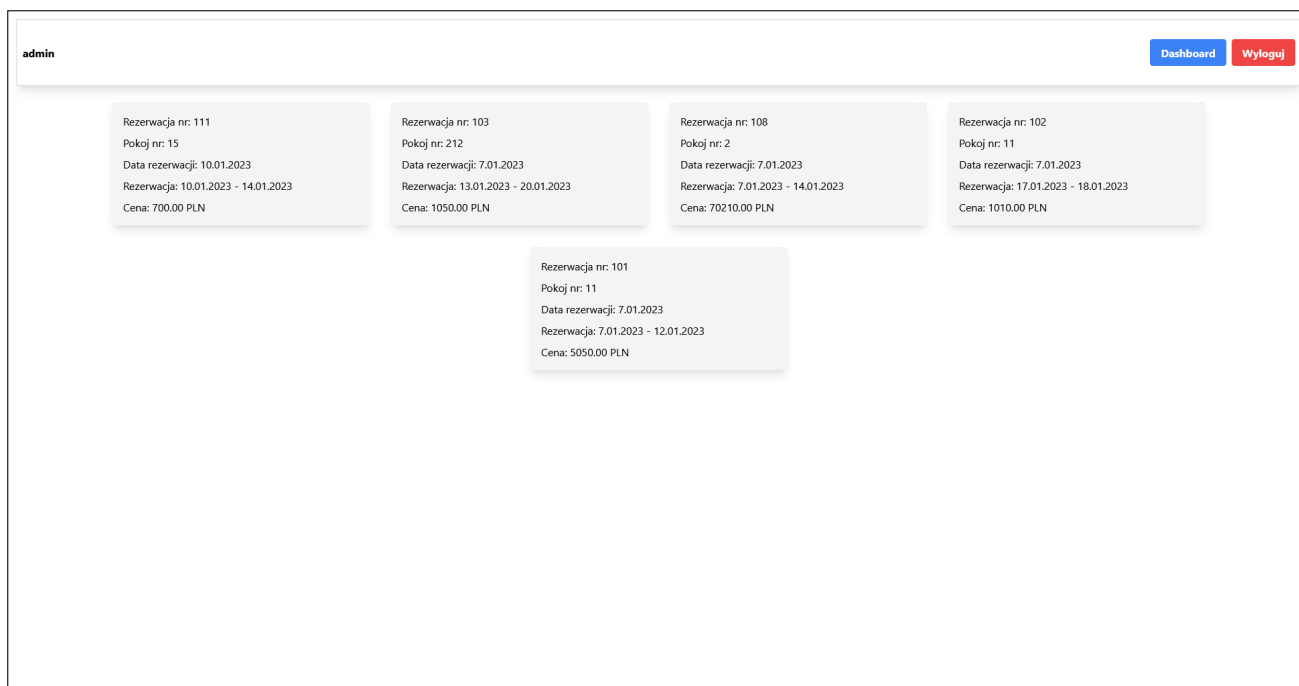 admin
Dashboard
Wyloguj
Rezerwacja nr: 111
Pokoj nr: 15
Data rezerwacji: 10.01.2023
Rezerwacja: 10.01.2023 - 14.01.2023
Cena: 700.00 PLN
Rezerwacja nr: 103
Pokoj nr: 212
Data rezerwacji: 7.01.2023
Rezerwacja: 13.01.2023 - 20.01.2023
Cena: 1050.00 PLN
Rezerwacja nr: 108
Pokoj nr: 2
Data rezerwacji: 7.01.2023
Rezerwacja: 7.01.2023 - 14.01.2023
Cena: 70210.00 PLN
Rezerwacja nr: 102
Pokoj nr: 11
Data rezerwacji: 7.01.2023
Rezerwacja: 17.01.2023 - 18.01.2023
Cena: 1010.00 PLN
Rezerwacja nr: 101
Pokoj nr: 11
Data rezerwacji: 7.01.2023
Rezerwacja: 7.01.2023 - 12.01.2023
Cena: 5050.00 PLN